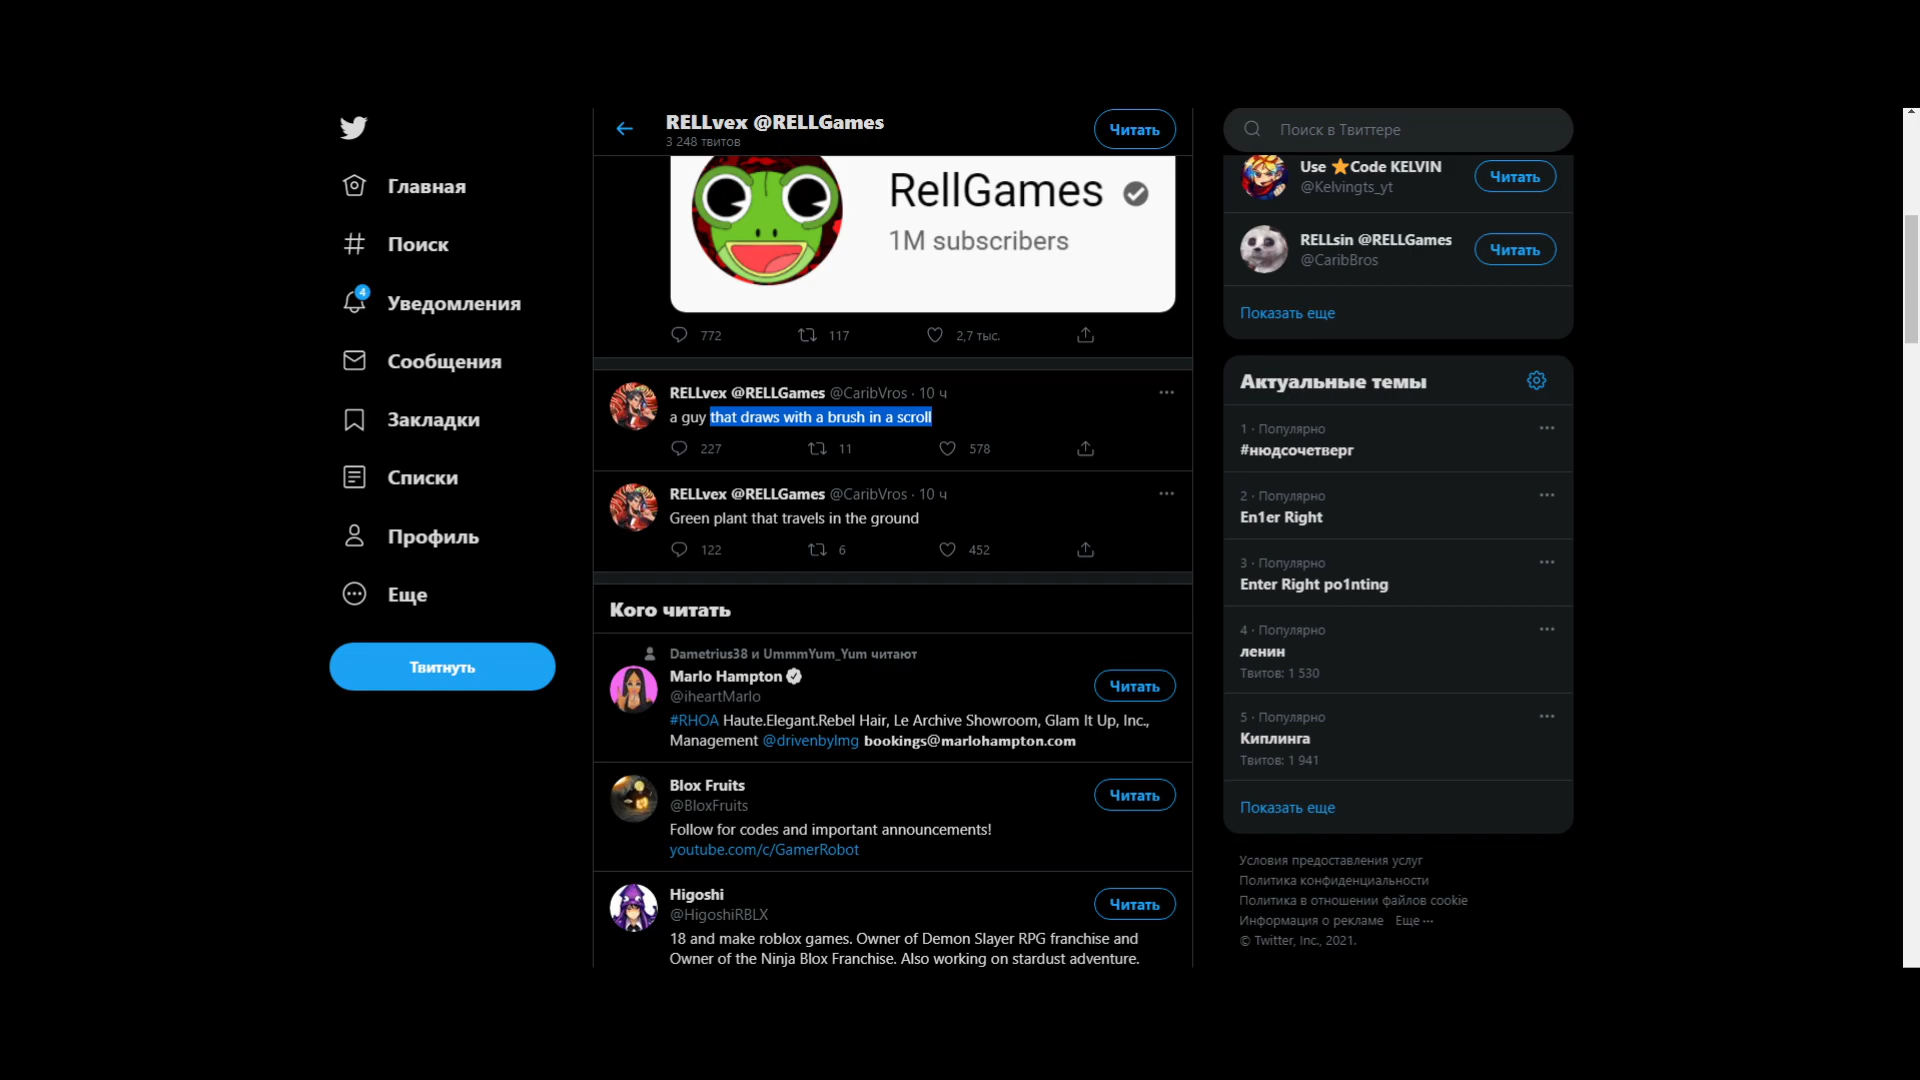 Главная
Поиск
4
Уведомления
Сообщения
Закладки
Списки
Профиль
Еще
Твитнуть
RELLvex @RELLGames
3 248 твитов
Читать
RellGames
1M subscribers
772 117 2,7 тыс.
RELLvex @RELLGames @CaribVros · 10 ч
a guy that draws with a brush in a scroll
227 11 578
RELLvex @RELLGames @CaribVros · 10 ч
Green plant that travels in the ground
122 6 452
Кого читать
Dametrius38 и UmmmYum_Yum читают
Marlo Hampton
@iheartMarlo
Читать
#RHOA Haute.Elegant.Rebel Hair, Le Archive Showroom, Glam It Up, Inc.,
Management @drivenbylmg bookings@marlohampton.com
Blox Fruits
@BloxFruits
Читать
Follow for codes and important announcements!
youtube.com/c/GamerRobot
Higoshi
@HigoshiRBLX
Читать
18 and make roblox games. Owner of Demon Slayer RPG franchise and
Owner of the Ninja Blox Franchise. Also working on stardust adventure.
Поиск в Твиттере
Use ⭐Code KELVIN
@Kelvingts_yt
Читать
RELLsin @RELLGames
@CaribBros
Читать
Показать еще
Актуальные темы
1 · Популярно
#нюдсочетверг
2 · Популярно
En1er Right
3 · Популярно
Enter Right po1nting
4 · Популярно
ленин
Твитов: 1 530
5 · Популярно
Киплинга
Твитов: 1 941
Показать еще
Условия предоставления услуг
Политика конфиденциальности
Политика в отношении файлов cookie
Информация о рекламе Еще ···
© Twitter, Inc., 2021.